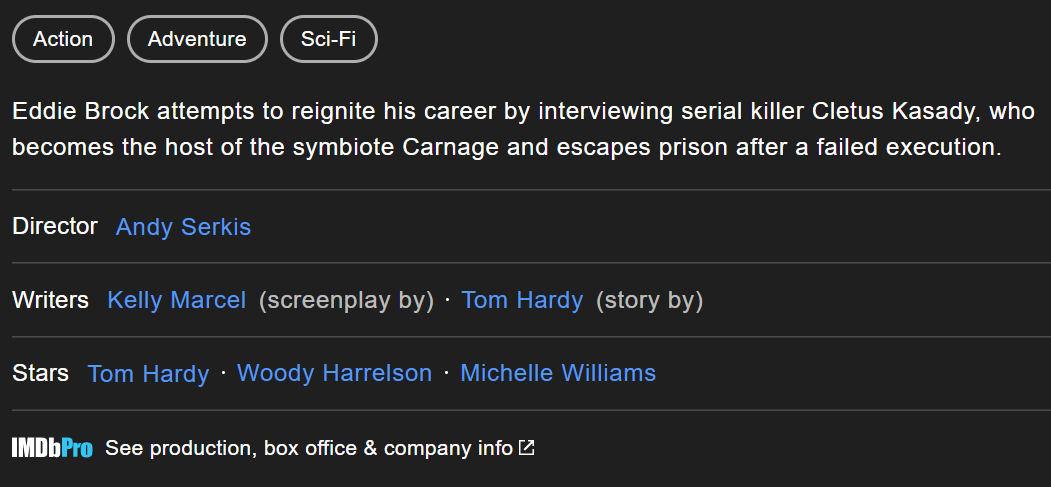 Action Adventure Sci-Fi
Eddie Brock attempts to reignite his career by interviewing serial killer Cletus Kasady, who
becomes the host of the symbiote Carnage and escapes prison after a failed execution.
Director Andy Serkis
Writers Kelly Marcel (screenplay by) · Tom Hardy (story by)
Stars Tom Hardy · Woody Harrelson · Michelle Williams
IMDbPro See production, box office & company info